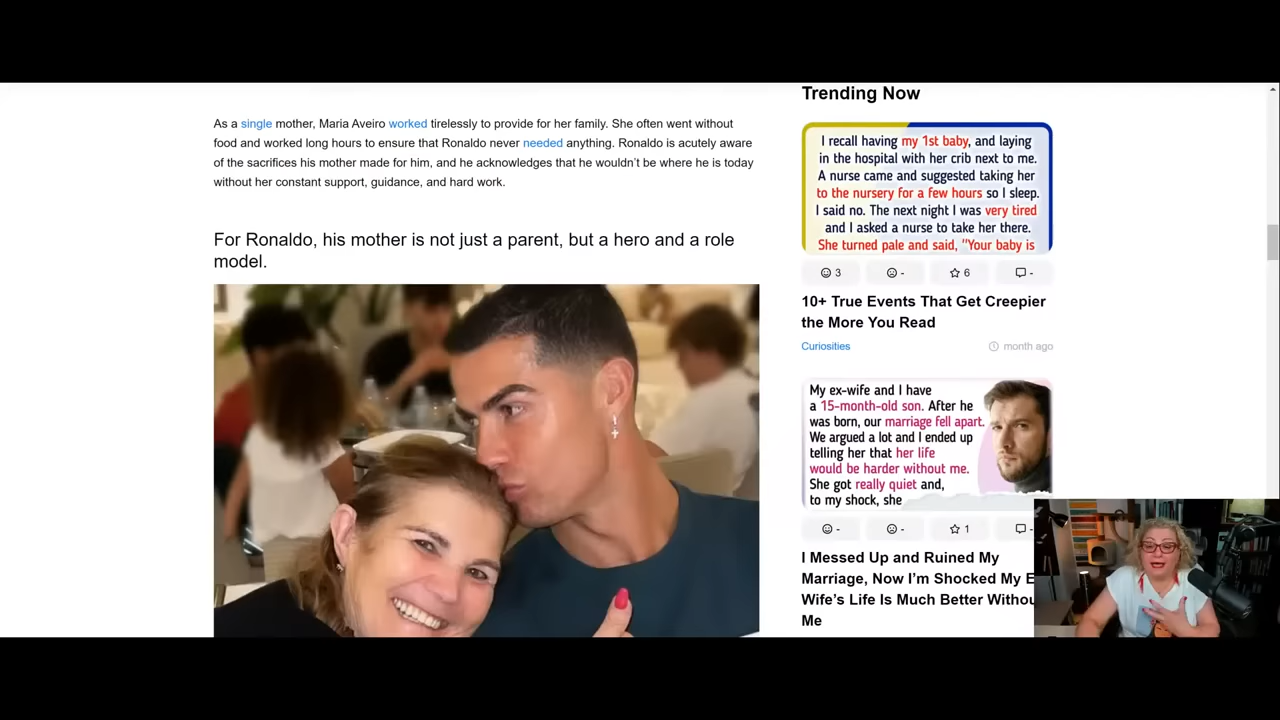 As a single mother, Maria Aveiro worked tirelessly to provide for her family. She often went without
food and worked long hours to ensure that Ronaldo never needed anything. Ronaldo is acutely aware
of the sacrifices his mother made for him, and he acknowledges that he wouldn't be where he is today
without her constant support, guidance, and hard work.
For Ronaldo, his mother is not just a parent, but a hero and a role
model.
Trending Now
I recall having my 1st baby, and laying
in the hospital with her crib next to me.
A nurse came and suggested taking her
to the nursery for a few hours so I sleep.
I said no. The next night I was very tired
and I asked a nurse to take her there.
She turned pale and said, "Your baby is
3 - 6 -
10+ True Events That Get Creepier
the More You Read
Curiosities month ago
My ex-wife and I have
a 15-month-old son. After he
was born, our marriage fell apart.
We argued a lot and I ended up
telling her that her life
would be harder without me.
She got really quiet and,
to my shock, she
- - 1 -
I Messed Up and Ruined My
Marriage, Now I'm Shocked My E
Wife's Life Is Much Better Withou
Me